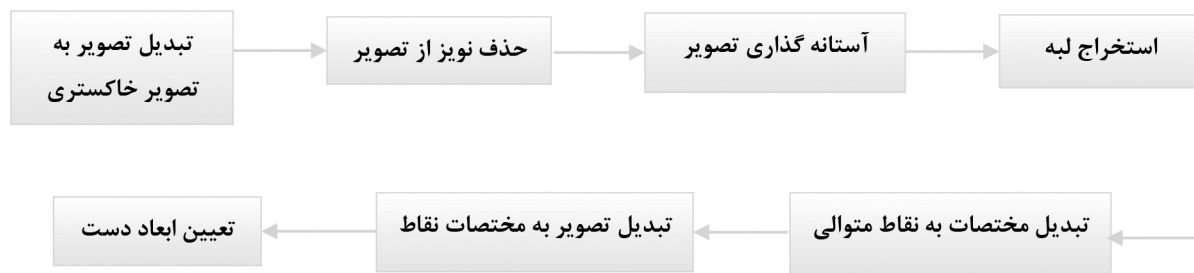 تبدیل تصویر به
تصویر خاکستری
حذف نویز از تصویر
آستانه گذاری تصویر
استخراج لبه
تبدیل مختصات به نقاط متوالی
تبدیل تصویر به مختصات نقاط
تعیین ابعاد دست